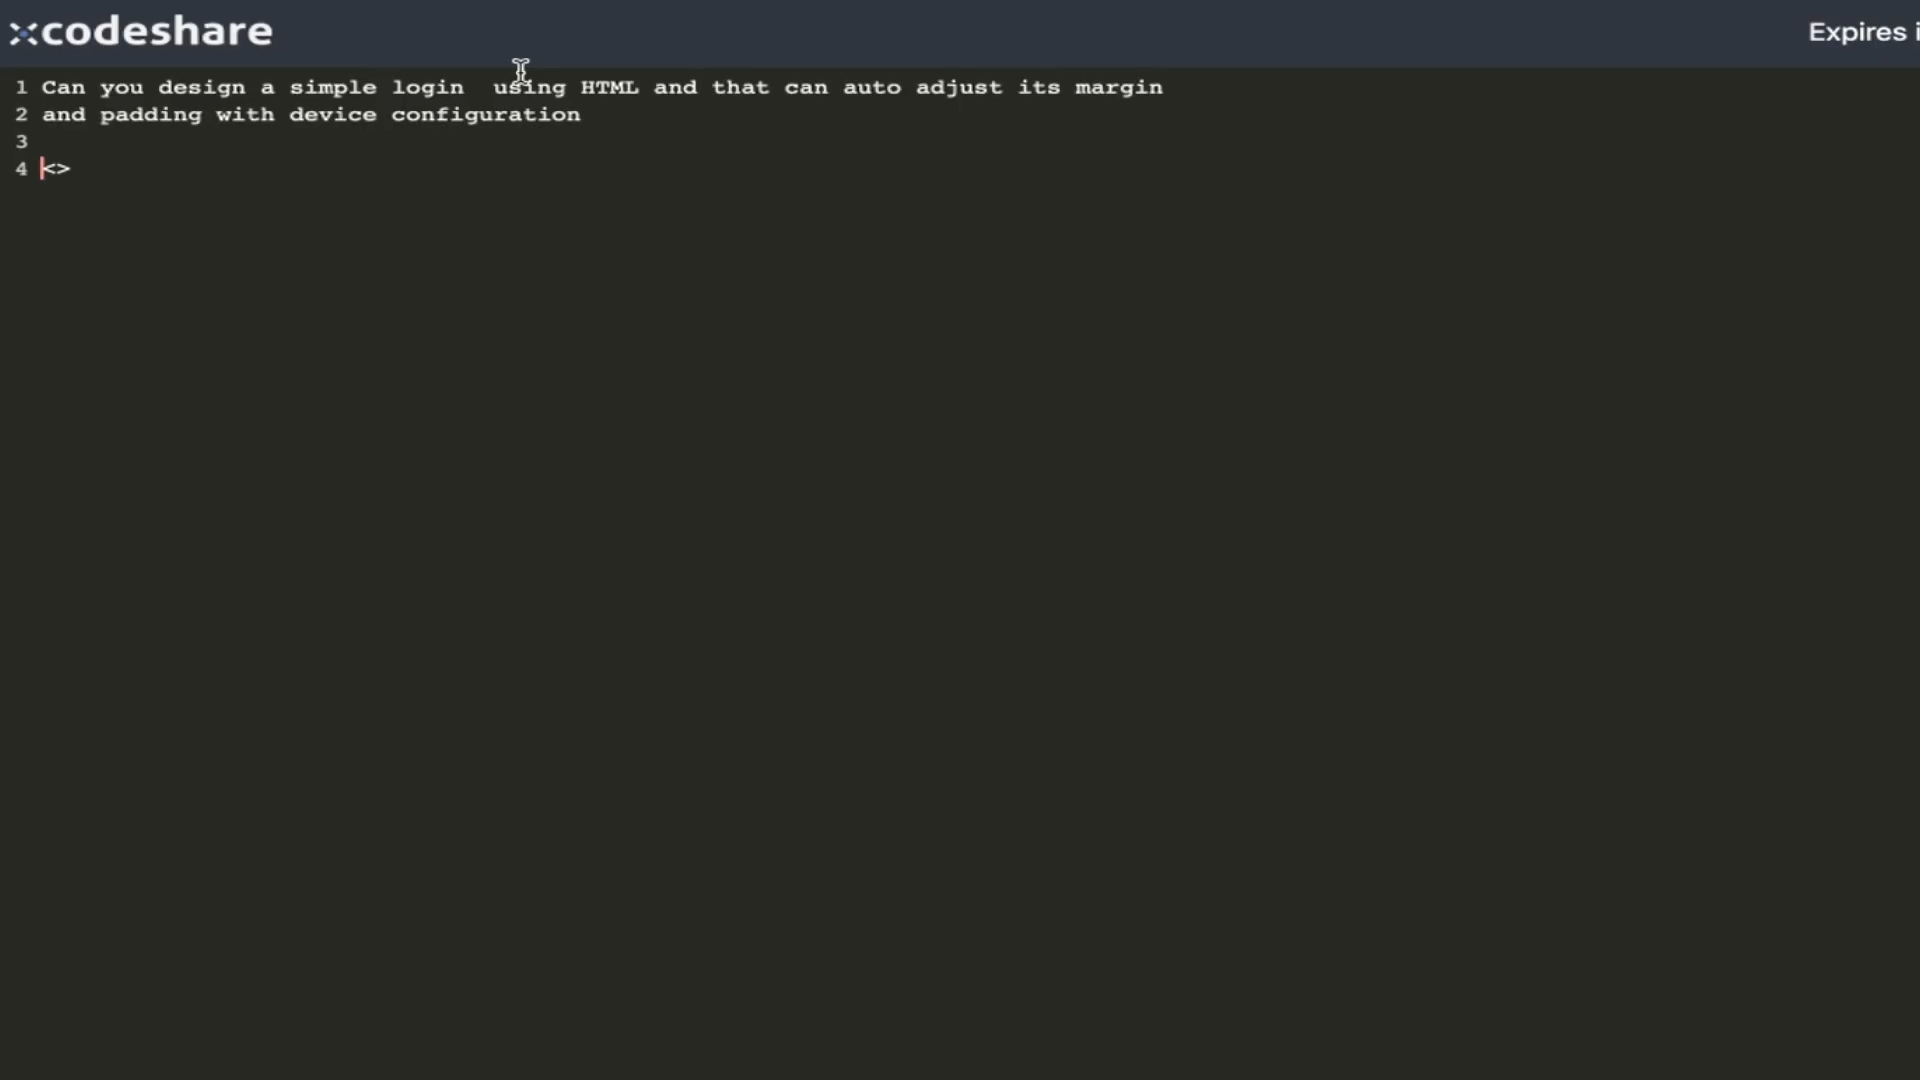 codeshare
Expires i
1 Can you design a simple login  using HTML and that can auto adjust its margin
2 and padding with device configuration
3
4 <>